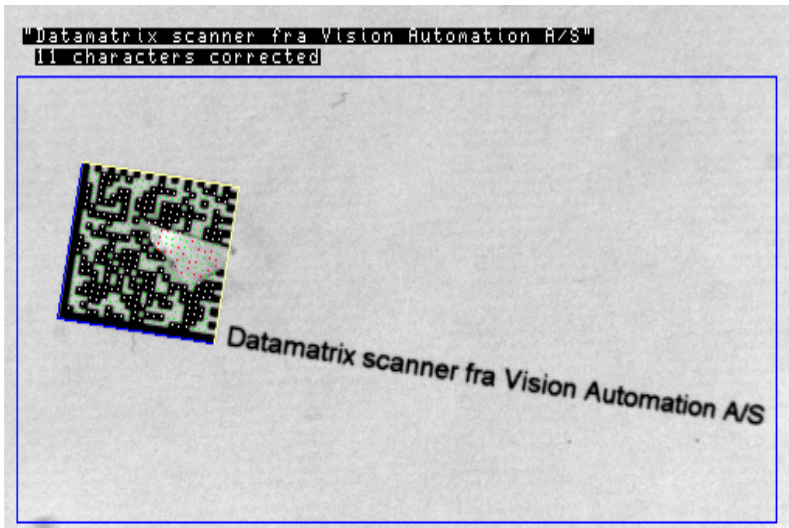 "Datamatrix scanner fra Vision Automation A/S"
11 characters corrected
Datamatrix scanner fra Vision Automation A/S